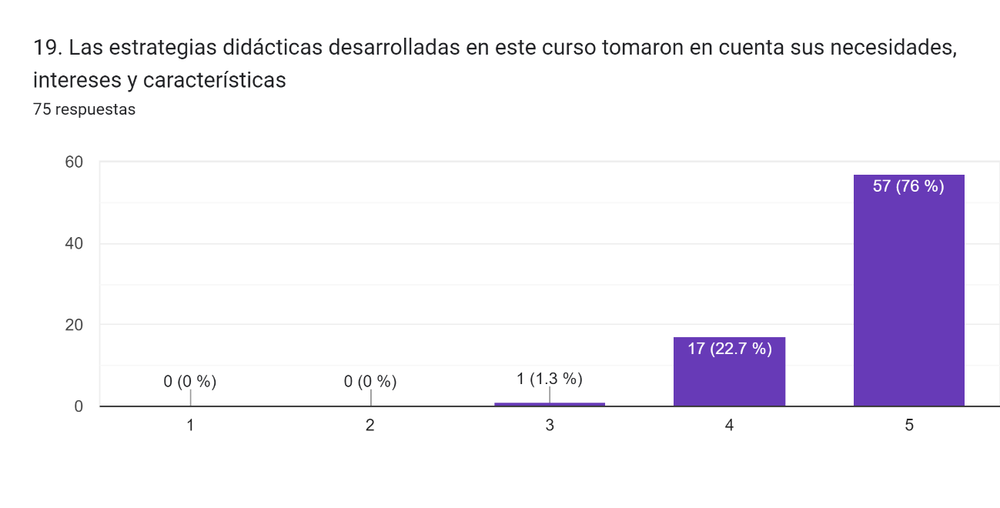 19. Las estrategias didácticas desarrolladas en este curso tomaron en cuenta sus necesidades,
intereses y características
75 respuestas
60
40
20
0
0 (0 %)
0 (0 %)
1 (1.3 %)
17 (22.7 %)
57 (76 %)
1
2
3
4
5